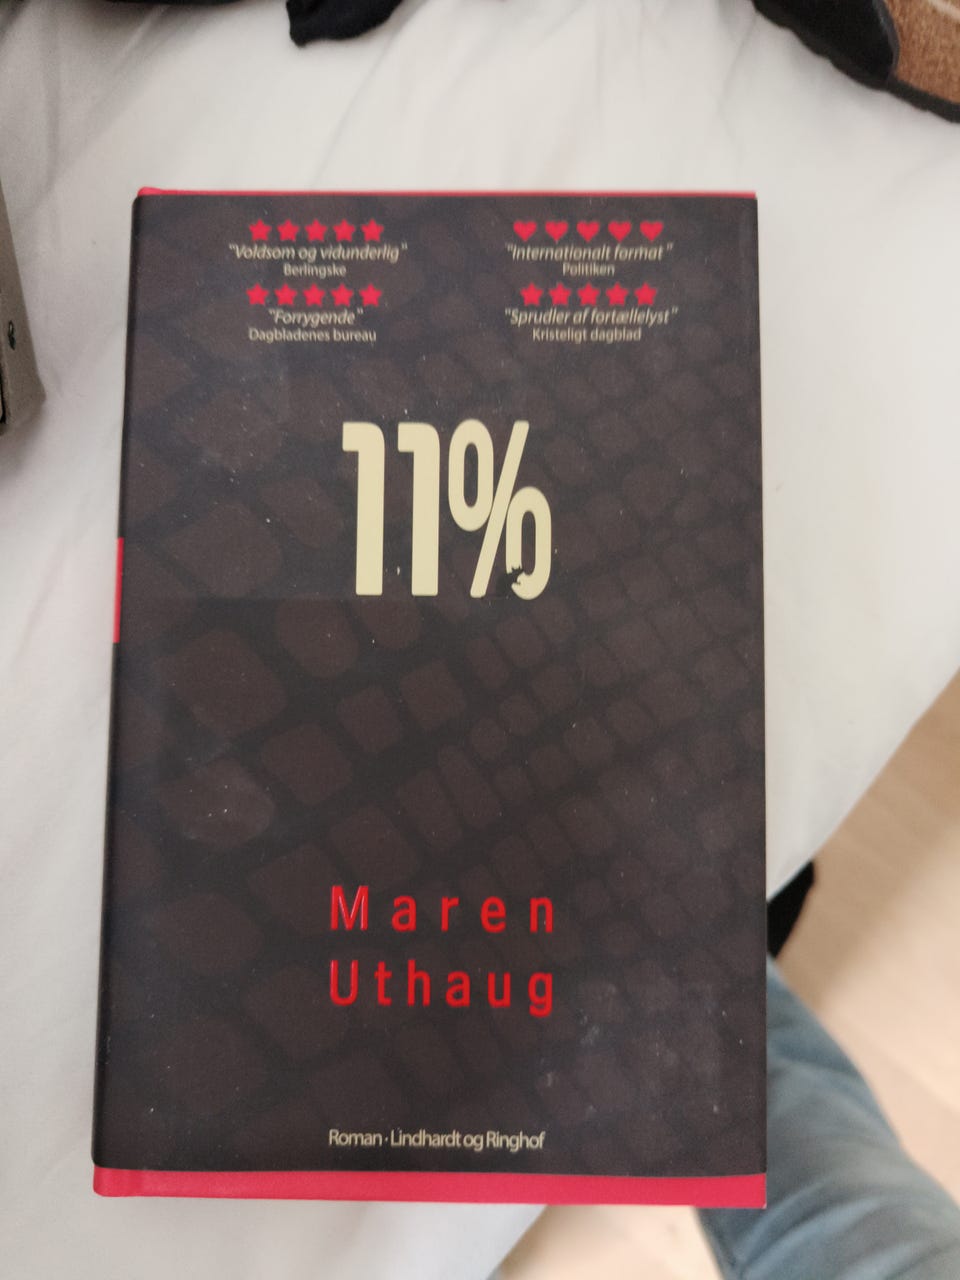 "Voldsom og vidunderlig"
Berlingske
"Forrygende"
Dagbladenes bureau
"Internationalt format"
Politiken
"Sprudler af fortællelyst"
Kristeligt dagblad
11%
Maren
Uthaug
Roman · Lindhardt og Ringhof